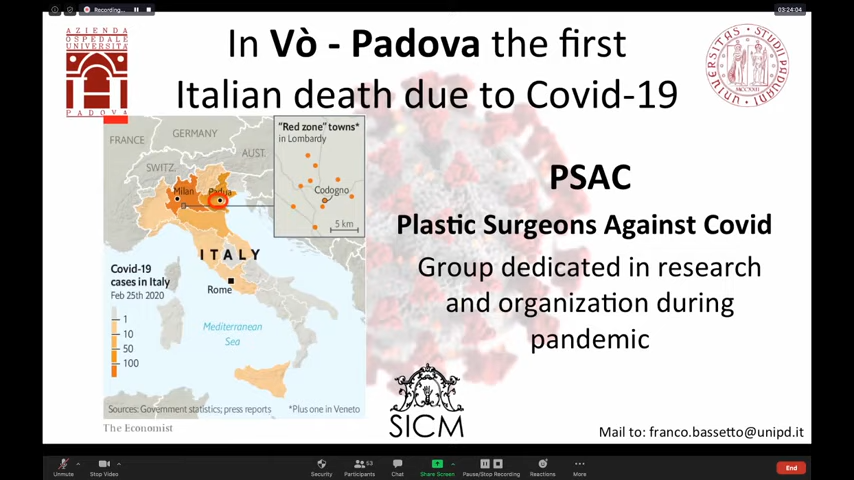 Recording...
03:24:04
AZIENDA
OSPEDALE
UNIVERSITÀ
PADOVA
In Vò - Padova the first
Italian death due to Covid-19
UNIVERSITAS STUDII PADUANI
MCCXXII
FRANCE
GERMANY
SWITZ.
AUST.
Milan
Padua
"Red zone" towns*
in Lombardy
Codogno
5 km
ITALY
Rome
Mediterranean
Sea
Covid-19
cases in Italy
Feb 25th 2020
1
10
50
100
Sources: Government statistics; press reports
*Plus one in Veneto
The Economist
PSAC
Plastic Surgeons Against Covid
Group dedicated in research
and organization during
pandemic
SICM
Mail to: franco.bassetto@unipd.it
Unmute
Stop Video
Security
Participants
53
Chat
Share Screen
Pause/Stop Recording
Reactions
More
End